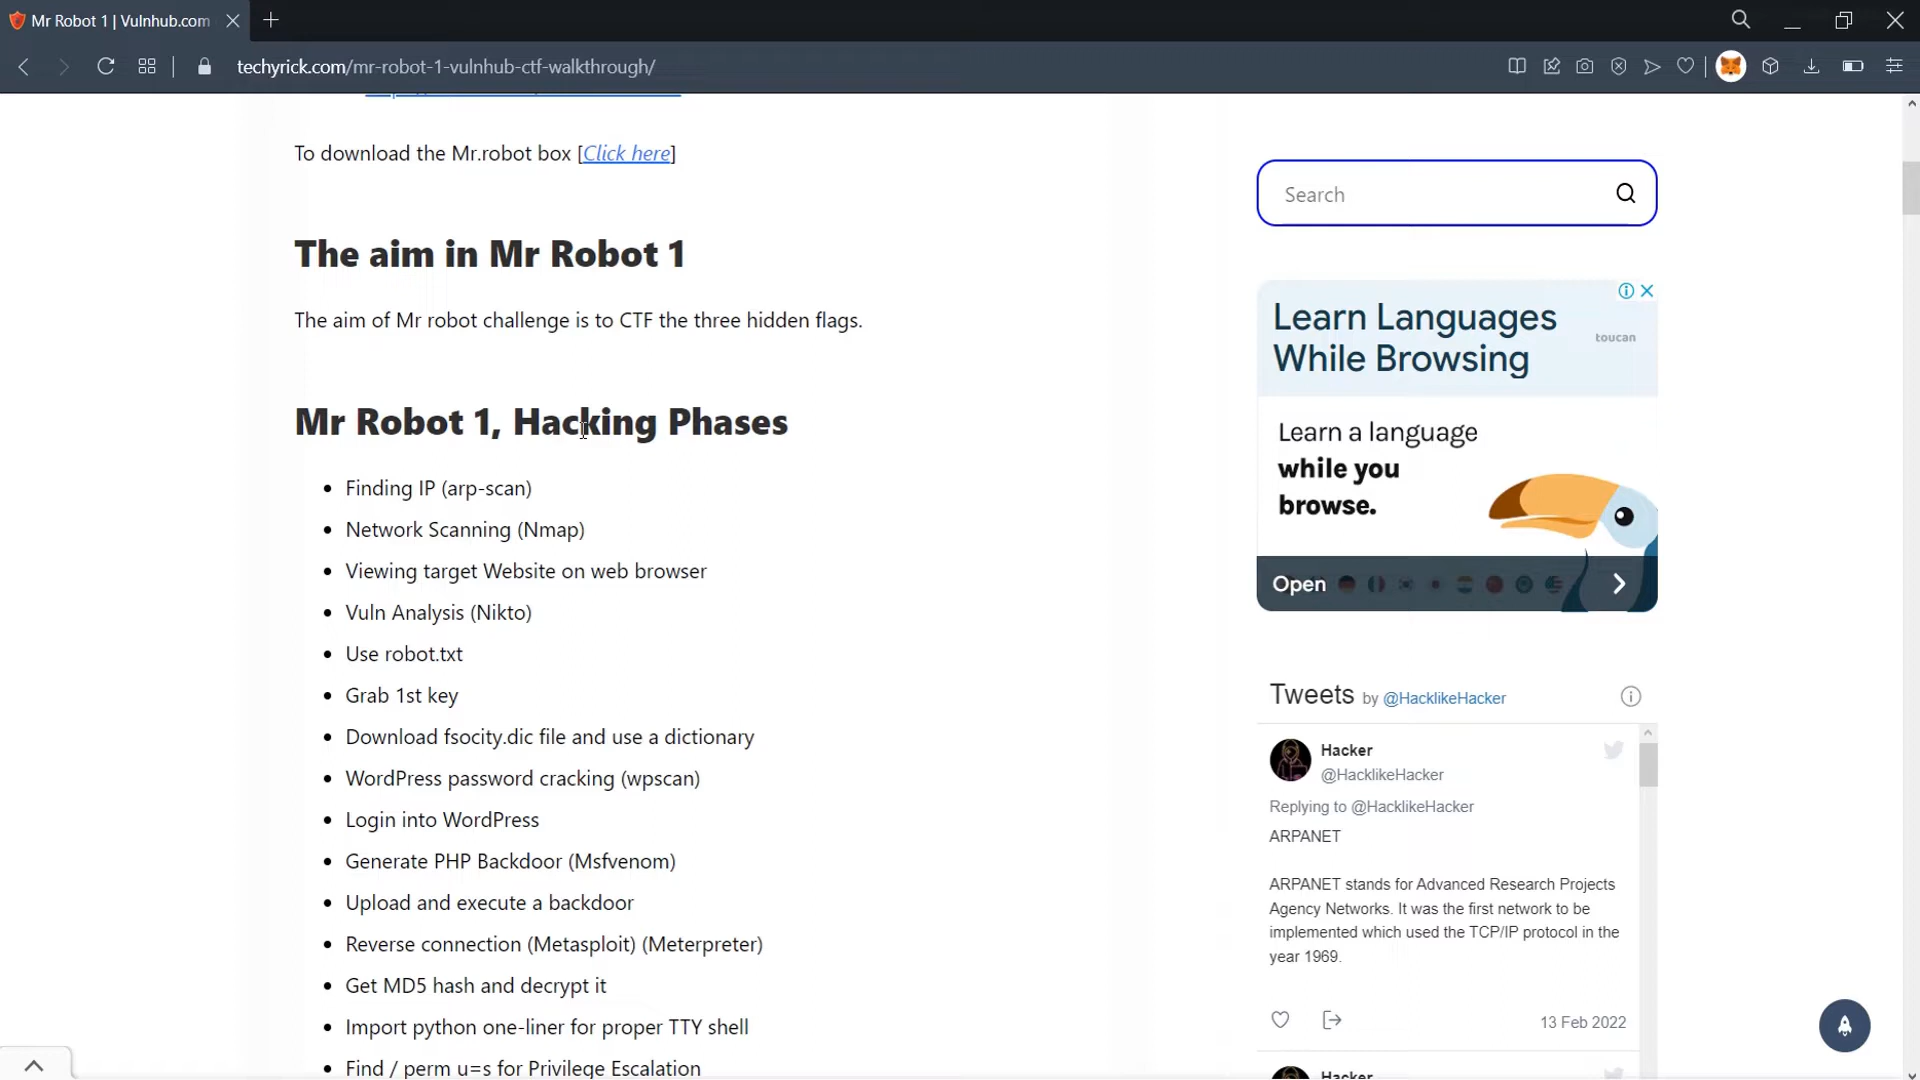 Mr Robot 1 | Vulnhub.com
techyrick.com/mr-robot-1-vulnhub-ctf-walkthrough/
To download the Mr.robot box [Click here]
The aim in Mr Robot 1
The aim of Mr robot challenge is to CTF the three hidden flags.
Mr Robot 1, Hacking Phases
• Finding IP (arp-scan)
• Network Scanning (Nmap)
• Viewing target Website on web browser
• Vuln Analysis (Nikto)
• Use robot.txt
• Grab 1st key
• Download fsocity.dic file and use a dictionary
• WordPress password cracking (wpscan)
• Login into WordPress
• Generate PHP Backdoor (Msfvenom)
• Upload and execute a backdoor
• Reverse connection (Metasploit) (Meterpreter)
• Get MD5 hash and decrypt it
• Import python one-liner for proper TTY shell
• Find / perm u=s for Privilege Escalation
Search
Learn Languages
While Browsing
toucan
Learn a language
while you
browse.
Open
Tweets by @HacklikeHacker
Hacker
@HacklikeHacker
Replying to @HacklikeHacker
ARPANET
ARPANET stands for Advanced Research Projects
Agency Networks. It was the first network to be
implemented which used the TCP/IP protocol in the
year 1969.
13 Feb 2022
Hacker